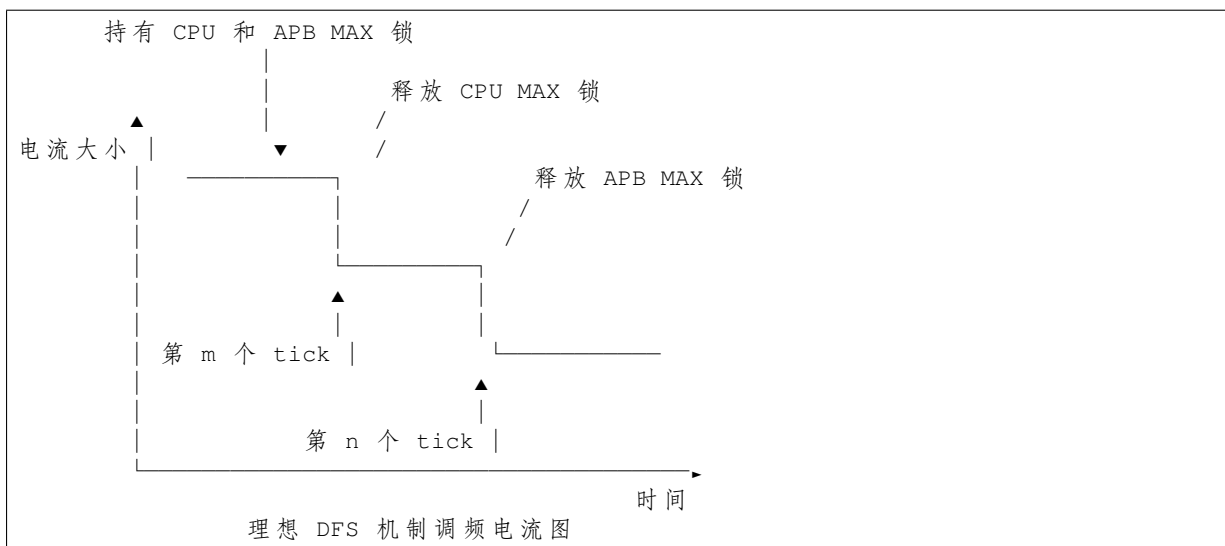 持有 CPU 和 APB MAX 锁
释放 CPU MAX 锁
电流大小
释放 APB MAX 锁
第 m 个 tick
第 n 个 tick
时间
理想 DFS 机制调频电流图